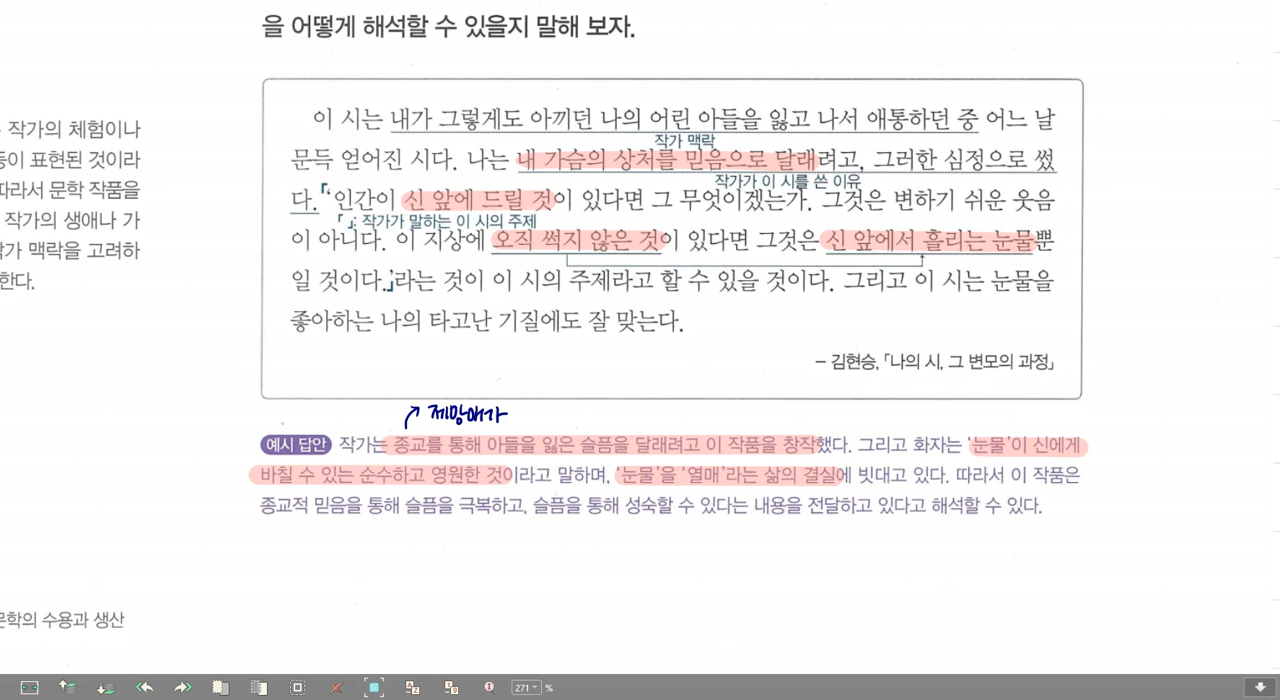 을 어떻게 해석할 수 있을지 말해 보자.
작가의 체험이나
등이 표현된 것이라
따라서 문학 작품을
작가의 생애나 가
작가 맥락을 고려하
한다.
이 시는 내가 그렇게도 아끼던 나의 어린 아들을 잃고 나서 애통하던 중 어느 날
작가 맥락
문득 얻어진 시다. 나는 내 가슴의 상처를 믿음으로 달래려고, 그러한 심정으로 썼
작가가 이 시를 쓴 이유
다.「'인간이 신 앞에 드릴 것이 있다면 그 무엇이겠는가. 그것은 변하기 쉬운 웃음
「」: 작가가 말하는 이 시의 주제
이 아니다. 이 지상에 오직 썩지 않은 것이 있다면 그것은 신 앞에서 흘리는 눈물뿐
일 것이다.'」라는 것이 이 시의 주제라고 할 수 있을 것이다. 그리고 이 시는 눈물을
좋아하는 나의 타고난 기질에도 잘 맞는다.
– 김현승, 「나의 시, 그 변모의 과정」
제망매가
예시 답안 작가는 종교를 통해 아들을 잃은 슬픔을 달래려고 이 작품을 창작했다. 그리고 화자는 '눈물'이 신에게
바칠 수 있는 순수하고 영원한 것이라고 말하며, '눈물'을 '열매'라는 삶의 결실에 빗대고 있다. 따라서 이 작품은
종교적 믿음을 통해 슬픔을 극복하고, 슬픔을 통해 성숙할 수 있다는 내용을 전달하고 있다고 해석할 수 있다.
문학의 수용과 생산
271 %